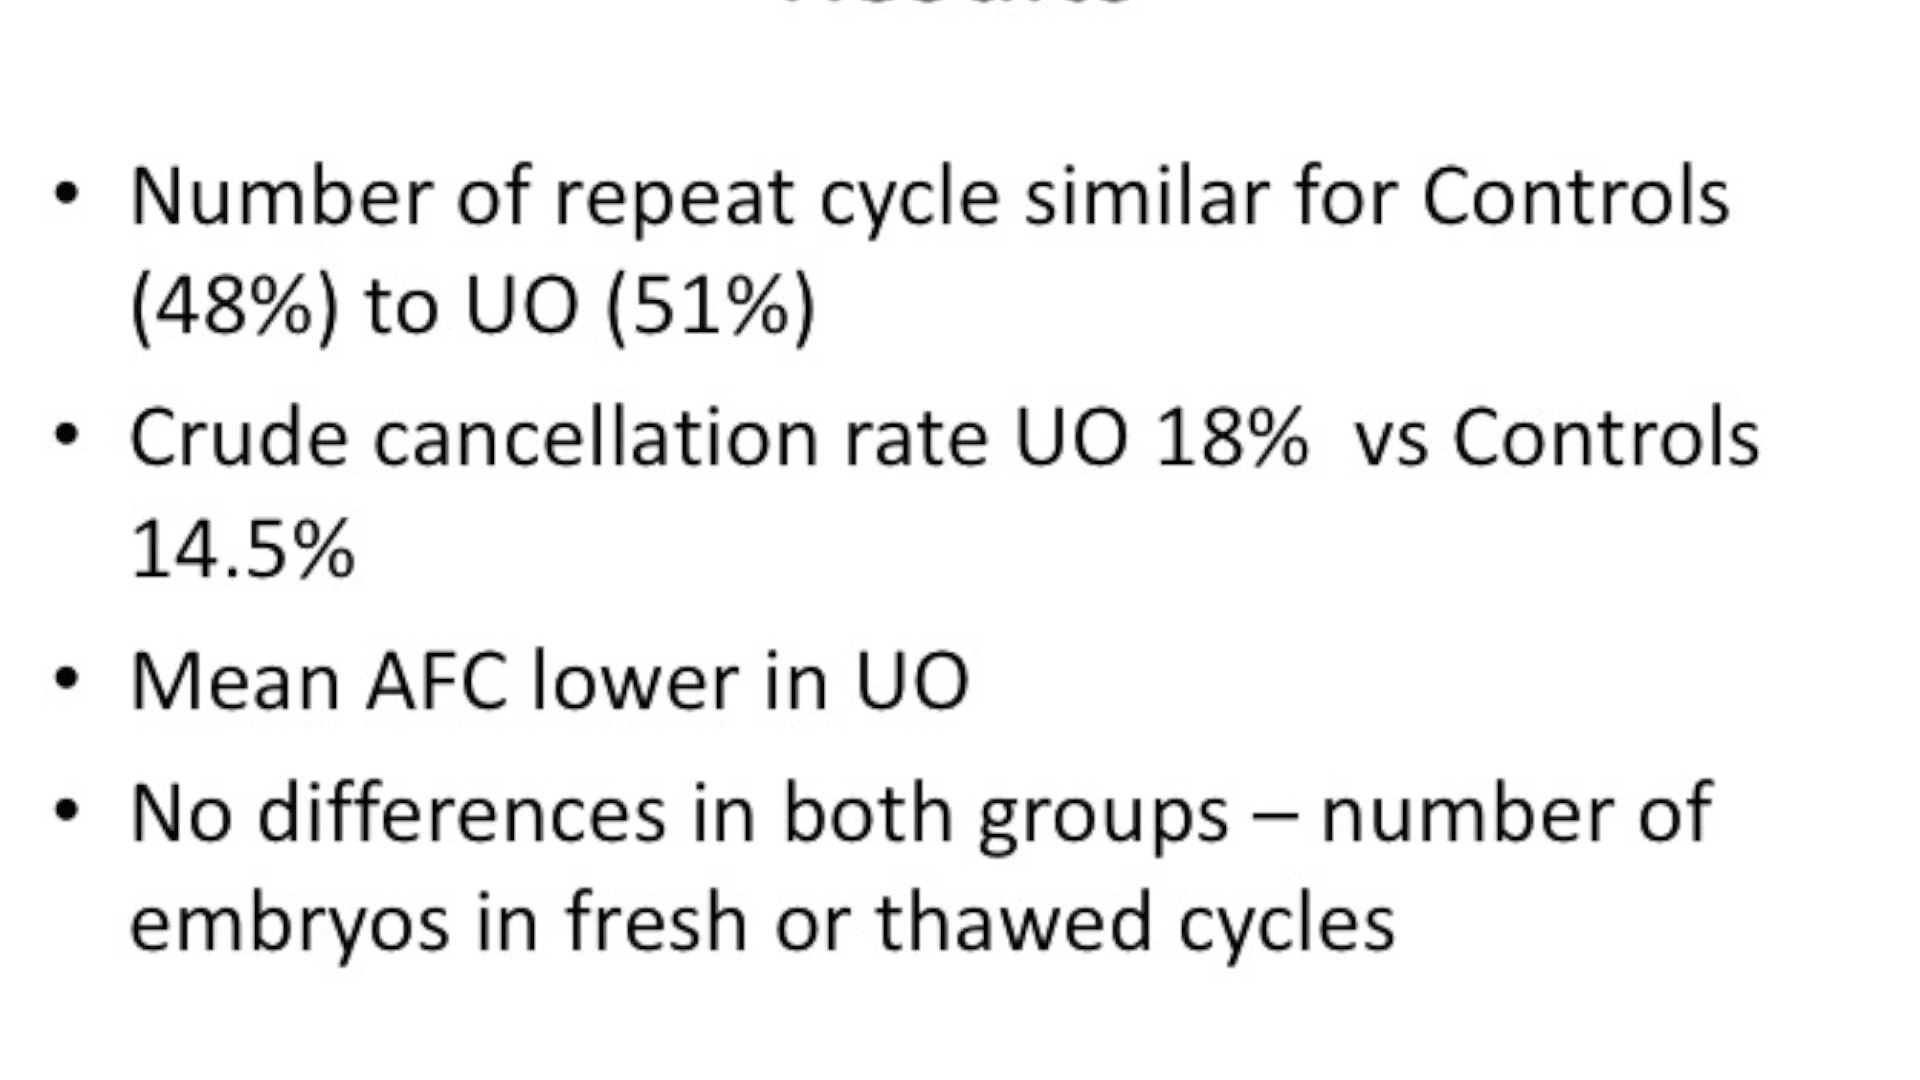 • Number of repeat cycle similar for Controls
(48%) to UO (51%)
• Crude cancellation rate UO 18%  vs Controls
14.5%
• Mean AFC lower in UO
• No differences in both groups – number of
embryos in fresh or thawed cycles